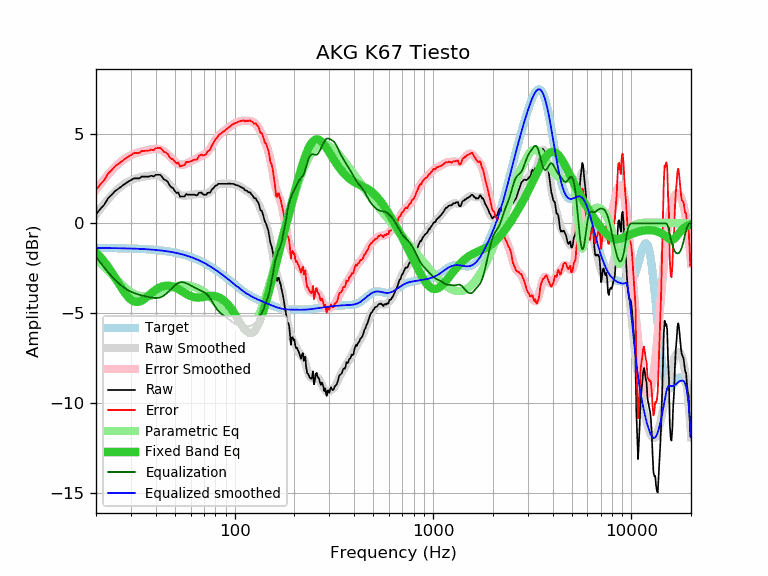 AKG K67 Tiesto
Amplitude (dBr)
5
0
−5
−10
−15
Target
Raw Smoothed
Error Smoothed
Raw
Error
Parametric Eq
Fixed Band Eq
Equalization
Equalized smoothed
100
1000
10000
Frequency (Hz)